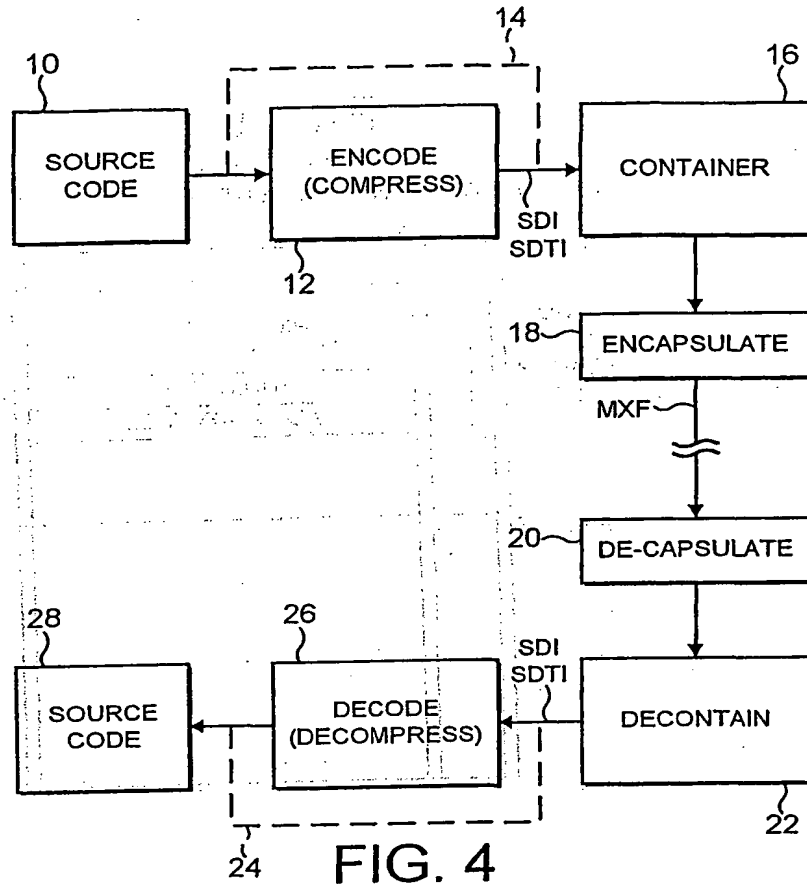 14
10
16
SOURCE
CODE
ENCODE
(COMPRESS)
CONTAINER
SDI
SDTI
12
18
ENCAPSULATE
MXF
20
DE-CAPSULATE
28
26
SDI
SDTI
SOURCE
CODE
DECODE
(DECOMPRESS)
DECONTAIN
24
22
FIG. 4